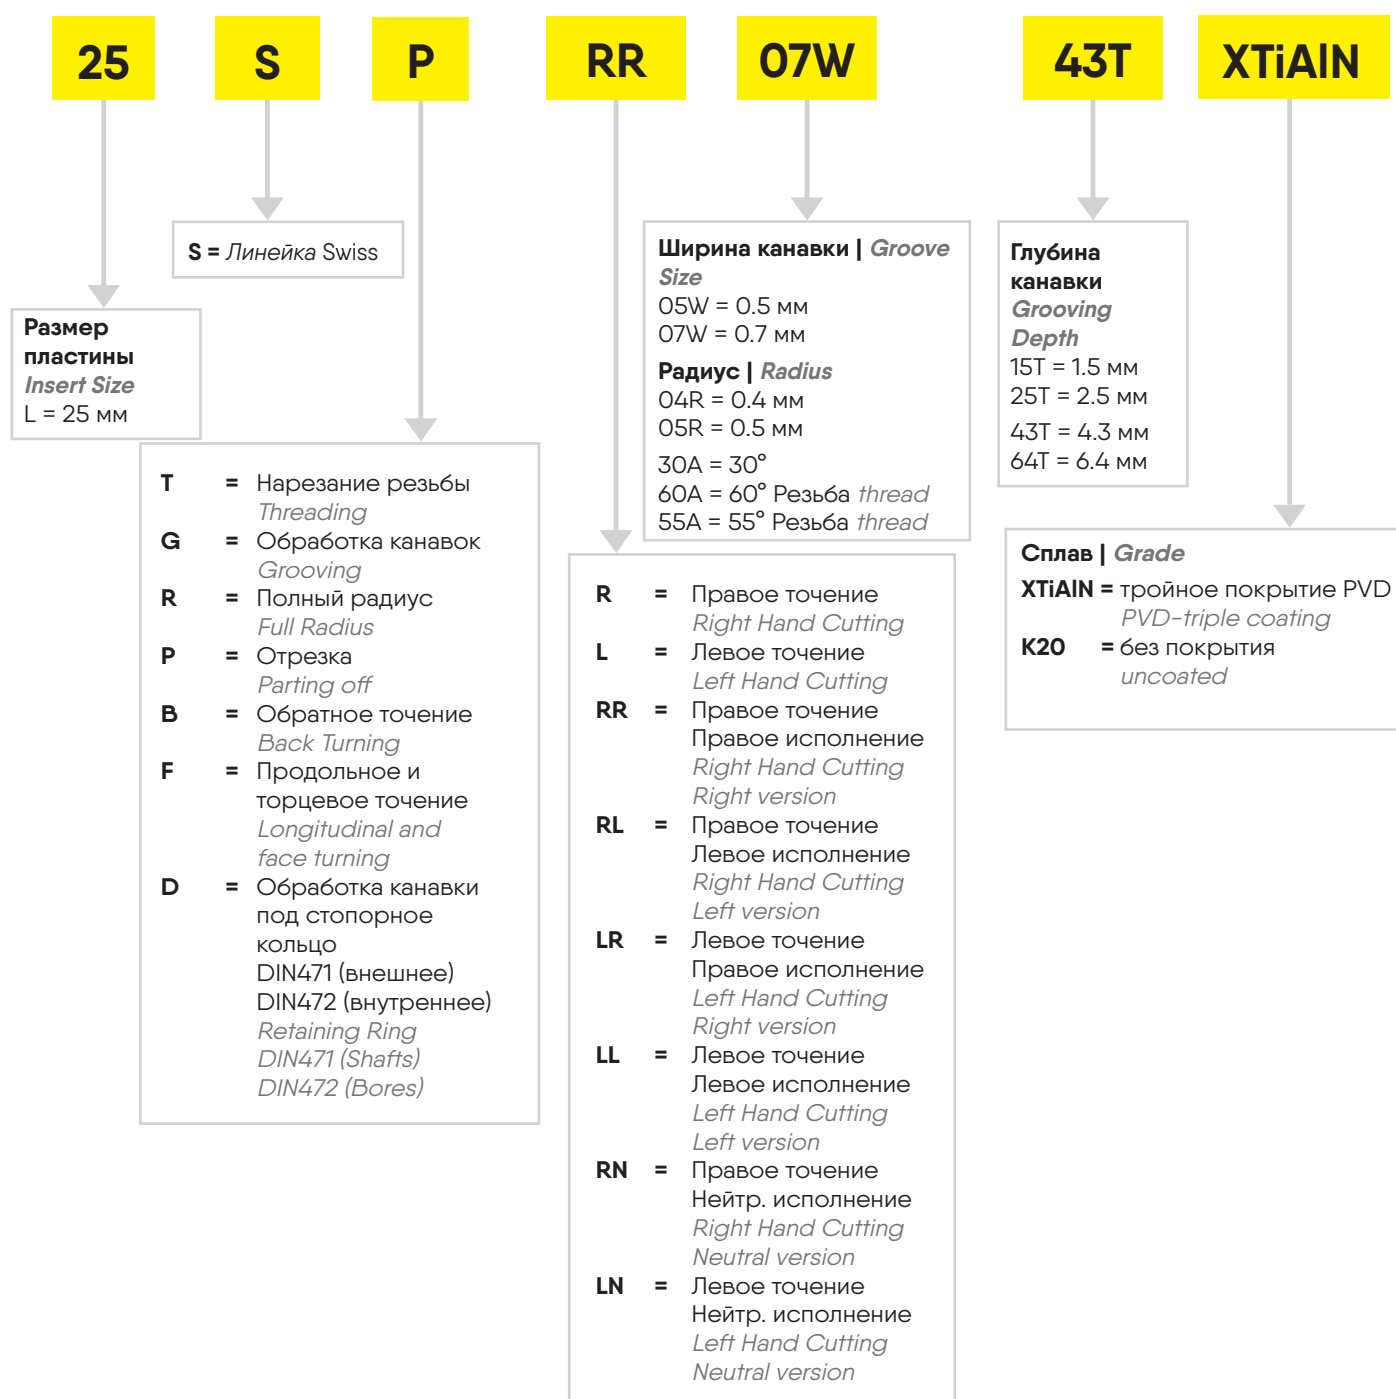 25 S P RR 07W 43T XTiAlN
S = Линейка Swiss
Размер
пластины
Insert Size
L = 25 мм
T = Нарезание резьбы
Threading
G = Обработка канавок
Grooving
R = Полный радиус
Full Radius
P = Отрезка
Parting off
B = Обратное точение
Back Turning
F = Продольное и
торцевое точение
Longitudinal and
face turning
D = Обработка канавки
под стопорное
кольцо
DIN471 (внешнее)
DIN472 (внутреннее)
Retaining Ring
DIN471 (Shafts)
DIN472 (Bores)
R = Правое точение
Right Hand Cutting
L = Левое точение
Left Hand Cutting
RR = Правое точение
Правое исполнение
Right Hand Cutting
Right version
RL = Правое точение
Левое исполнение
Right Hand Cutting
Left version
LR = Левое точение
Правое исполнение
Left Hand Cutting
Right version
LL = Левое точение
Левое исполнение
Left Hand Cutting
Left version
RN = Правое точение
Нейтр. исполнение
Right Hand Cutting
Neutral version
LN = Левое точение
Нейтр. исполнение
Left Hand Cutting
Neutral version
Ширина канавки | Groove
Size
05W = 0.5 мм
07W = 0.7 мм
Радиус | Radius
04R = 0.4 мм
05R = 0.5 мм
30A = 30°
60A = 60° Резьба thread
55A = 55° Резьба thread
Глубина
канавки
Grooving
Depth
15T = 1.5 мм
25T = 2.5 мм
43T = 4.3 мм
64T = 6.4 мм
Сплав | Grade
XTiAlN = тройное покрытие PVD
PVD-triple coating
K20 = без покрытия
uncoated